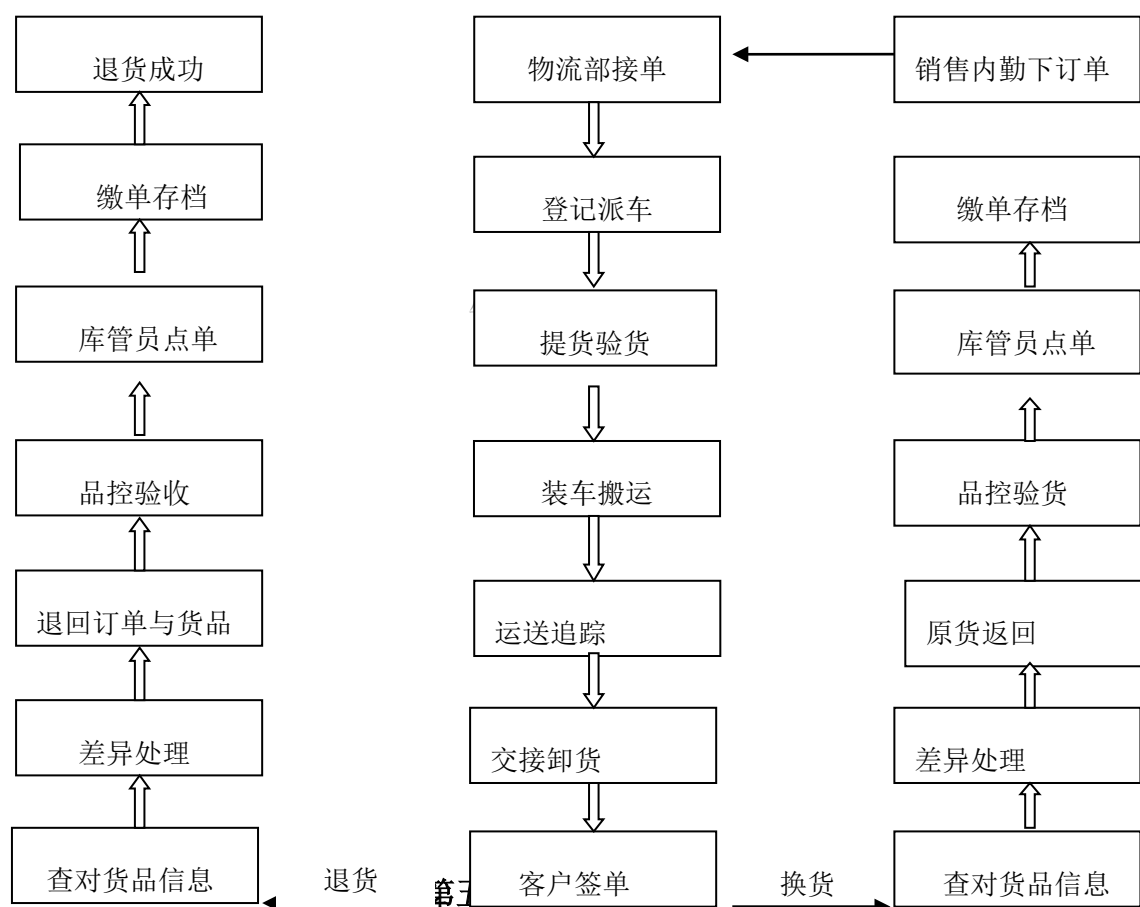 退货成功
物流部接单
销售内勤下订单
缴单存档
登记派车
缴单存档
库管员点单
提货验货
库管员点单
品控验收
装车搬运
品控验货
退回订单与货品
运送追踪
原货返回
差异处理
交接卸货
差异处理
查对货品信息
退货
客户签单
换货
查对货品信息